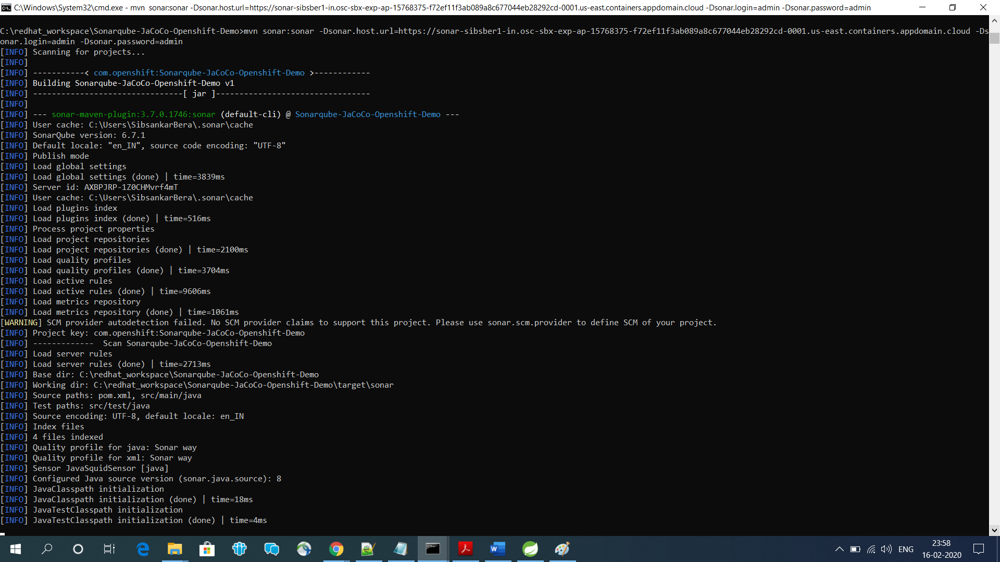 C:\Windows\System32\cmd.exe - mvn  sonar:sonar -Dsonar.host.url=https://sonar-sibsber1-in.osc-sbx-exp-ap-15768375-f72ef11f3ab089a8c677044eb28292cd-0001.us-east.containers.appdomain.cloud -Dsonar.login=admin -Dsonar.password=admin
C:\redhat_workspace\Sonarqube-JaCoCo-Openshift-Demo>mvn sonar:sonar -Dsonar.host.url=https://sonar-sibsber1-in.osc-sbx-exp-ap-15768375-f72ef11f3ab089a8c677044eb28292cd-0001.us-east.containers.appdomain.cloud -Ds
onar.login=admin -Dsonar.password=admin
[INFO] Scanning for projects...
[INFO]
[INFO] -----------< com.openshift:Sonarqube-JaCoCo-Openshift-Demo >------------
[INFO] Building Sonarqube-JaCoCo-Openshift-Demo v1
[INFO] --------------------------------[ jar ]---------------------------------
[INFO]
[INFO] --- sonar-maven-plugin:3.7.0.1746:sonar (default-cli) @ Sonarqube-JaCoCo-Openshift-Demo ---
[INFO] User cache: C:\Users\SibsankarBera\.sonar\cache
[INFO] SonarQube version: 6.7.1
[INFO] Default locale: "en_IN", source code encoding: "UTF-8"
[INFO] Publish mode
[INFO] Load global settings
[INFO] Load global settings (done) | time=3839ms
[INFO] Server id: AXBPJRP-1Z0CHMvrf4mT
[INFO] User cache: C:\Users\SibsankarBera\.sonar\cache
[INFO] Load plugins index
[INFO] Load plugins index (done) | time=516ms
[INFO] Process project properties
[INFO] Load project repositories
[INFO] Load project repositories (done) | time=2100ms
[INFO] Load quality profiles
[INFO] Load quality profiles (done) | time=3704ms
[INFO] Load active rules
[INFO] Load active rules (done) | time=9606ms
[INFO] Load metrics repository
[INFO] Load metrics repository (done) | time=1061ms
[WARNING] SCM provider autodetection failed. No SCM provider claims to support this project. Please use sonar.scm.provider to define SCM of your project.
[INFO] Project key: com.openshift:Sonarqube-JaCoCo-Openshift-Demo
[INFO] -------------  Scan Sonarqube-JaCoCo-Openshift-Demo
[INFO] Load server rules
[INFO] Load server rules (done) | time=2713ms
[INFO] Base dir: C:\redhat_workspace\Sonarqube-JaCoCo-Openshift-Demo
[INFO] Working dir: C:\redhat_workspace\Sonarqube-JaCoCo-Openshift-Demo\target\sonar
[INFO] Source paths: pom.xml, src/main/java
[INFO] Test paths: src/test/java
[INFO] Source encoding: UTF-8, default locale: en_IN
[INFO] Index files
[INFO] 4 files indexed
[INFO] Quality profile for java: Sonar way
[INFO] Quality profile for xml: Sonar way
[INFO] Sensor JavaSquidSensor [java]
[INFO] Configured Java source version (sonar.java.source): 8
[INFO] JavaClasspath initialization
[INFO] JavaClasspath initialization (done) | time=18ms
[INFO] JavaTestClasspath initialization
[INFO] JavaTestClasspath initialization (done) | time=4ms
ENG
23:58
16-02-2020